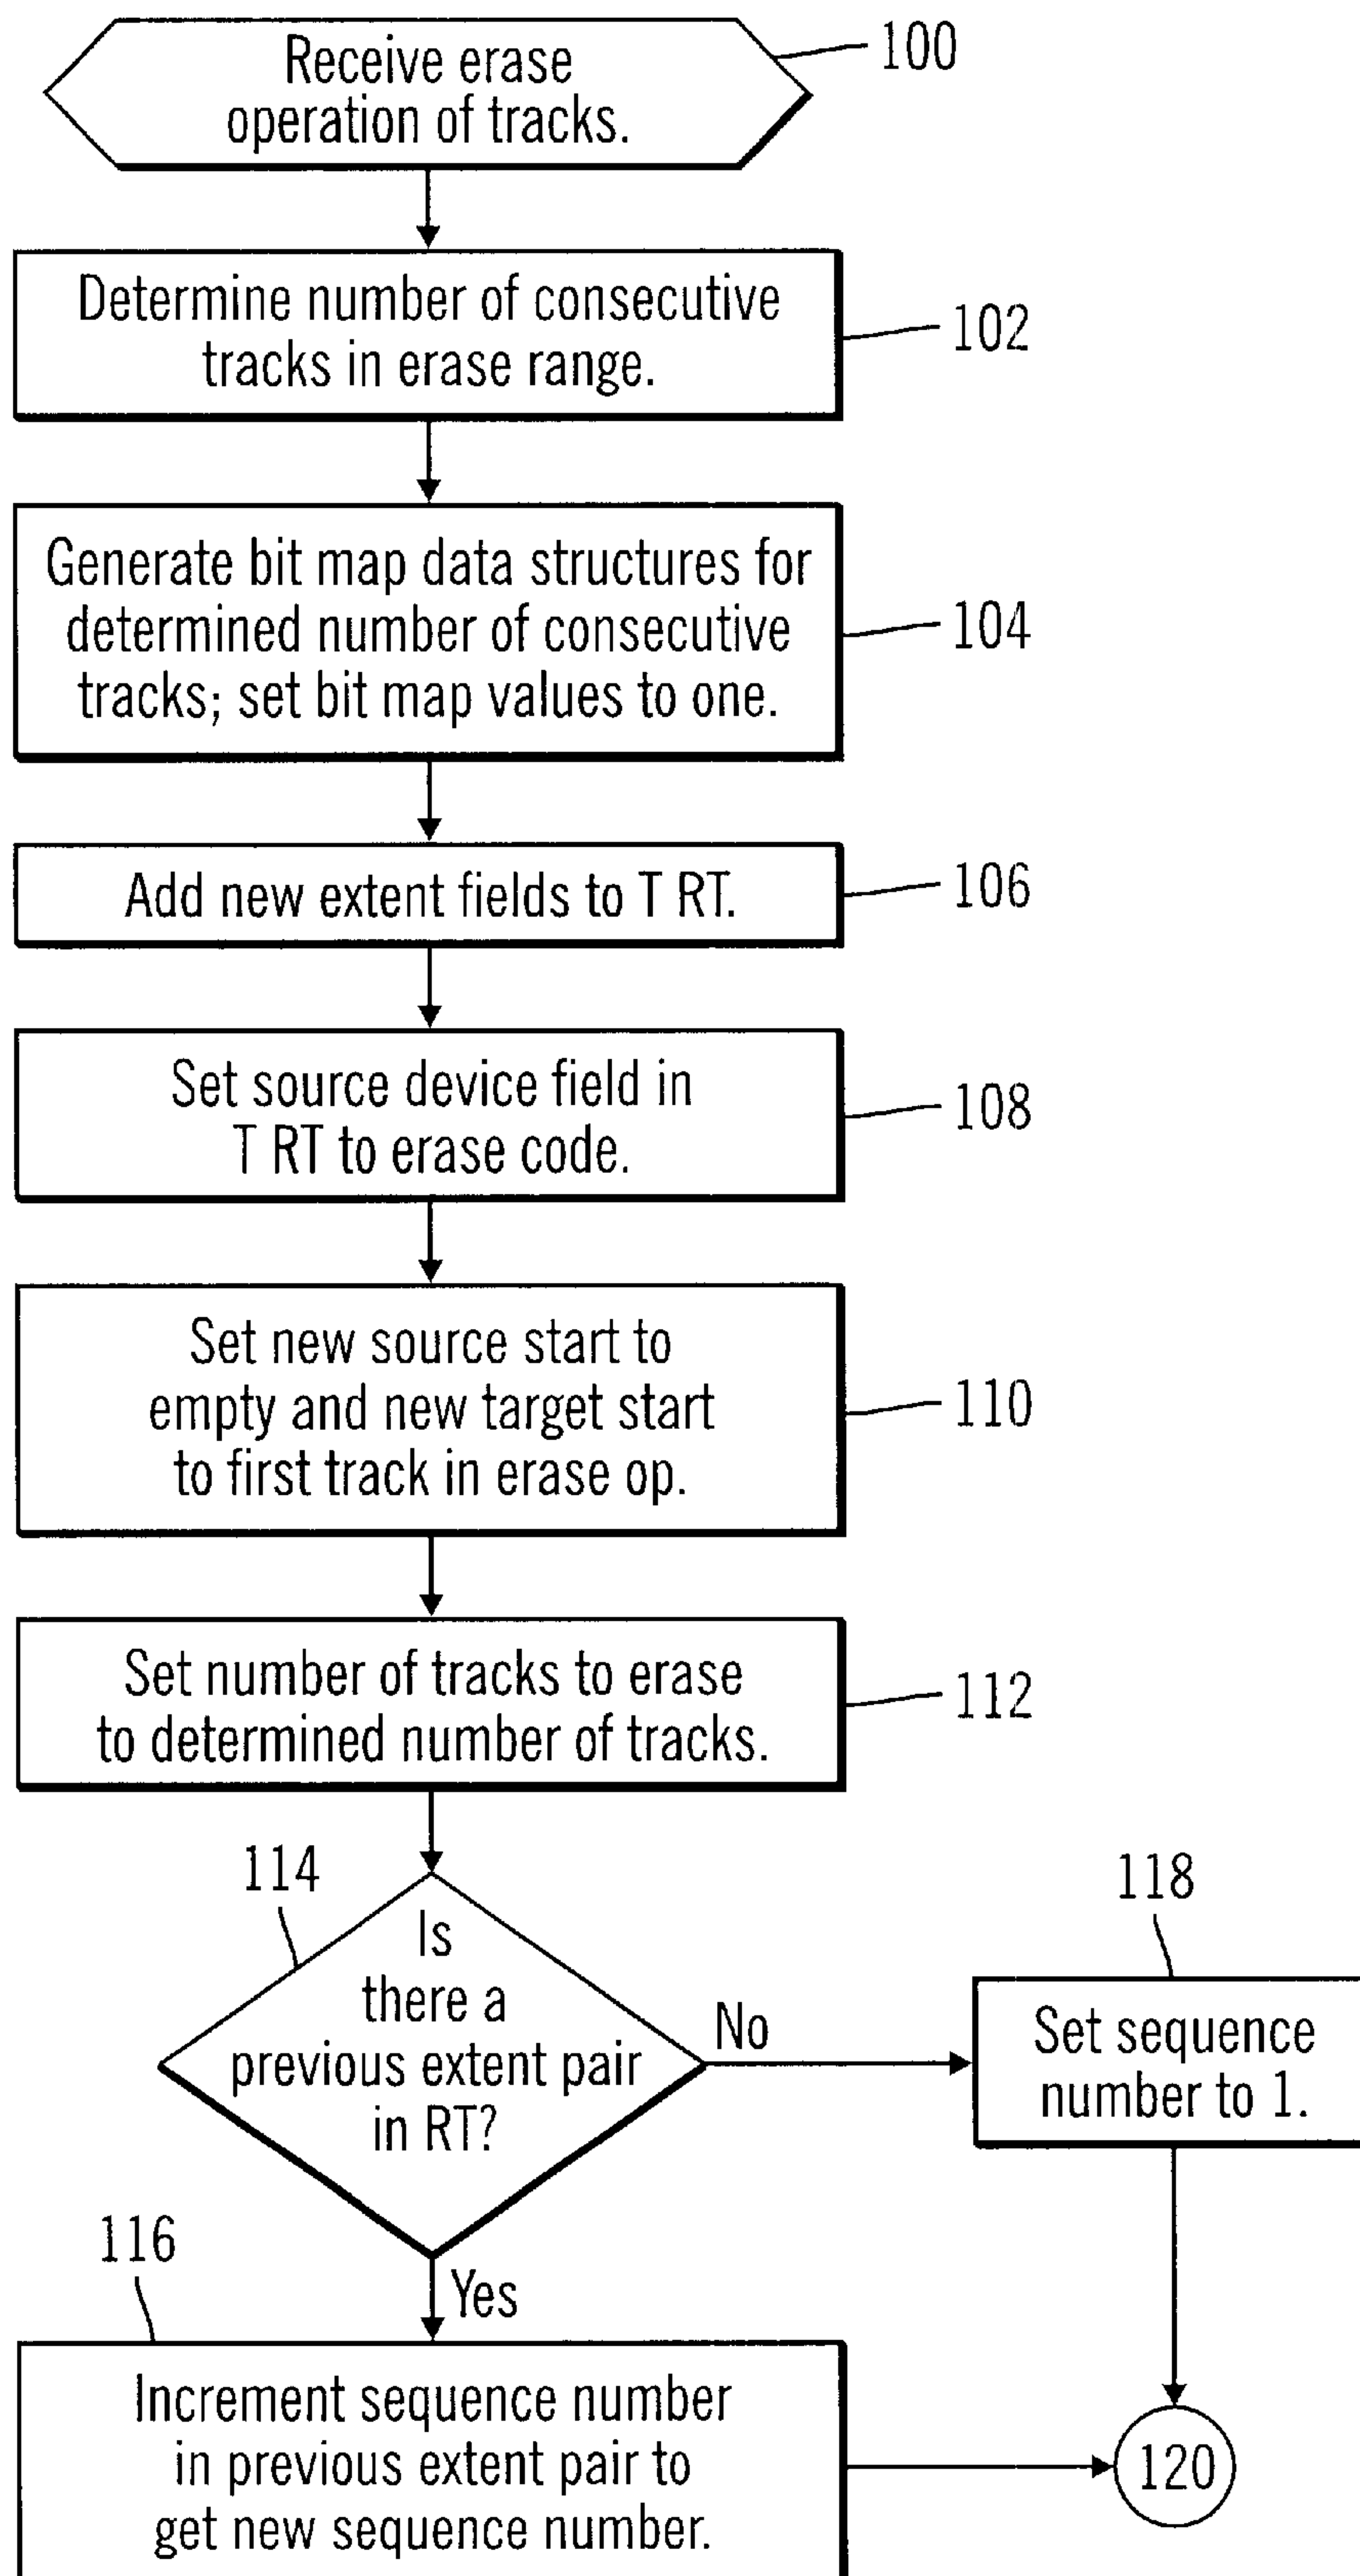 Receive erase
operation of tracks.
100
Determine number of consecutive
tracks in erase range.
102
Generate bit map data structures for
determined number of consecutive
tracks; set bit map values to one.
104
Add new extent fields to T RT.
106
Set source device field in
T RT to erase code.
108
Set new source start to
empty and new target start
to first track in erase op.
110
Set number of tracks to erase
to determined number of tracks.
112
114
Is
there a
previous extent pair
in RT?
No
118
Set sequence
number to 1.
Yes
116
Increment sequence number
in previous extent pair to
get new sequence number.
120